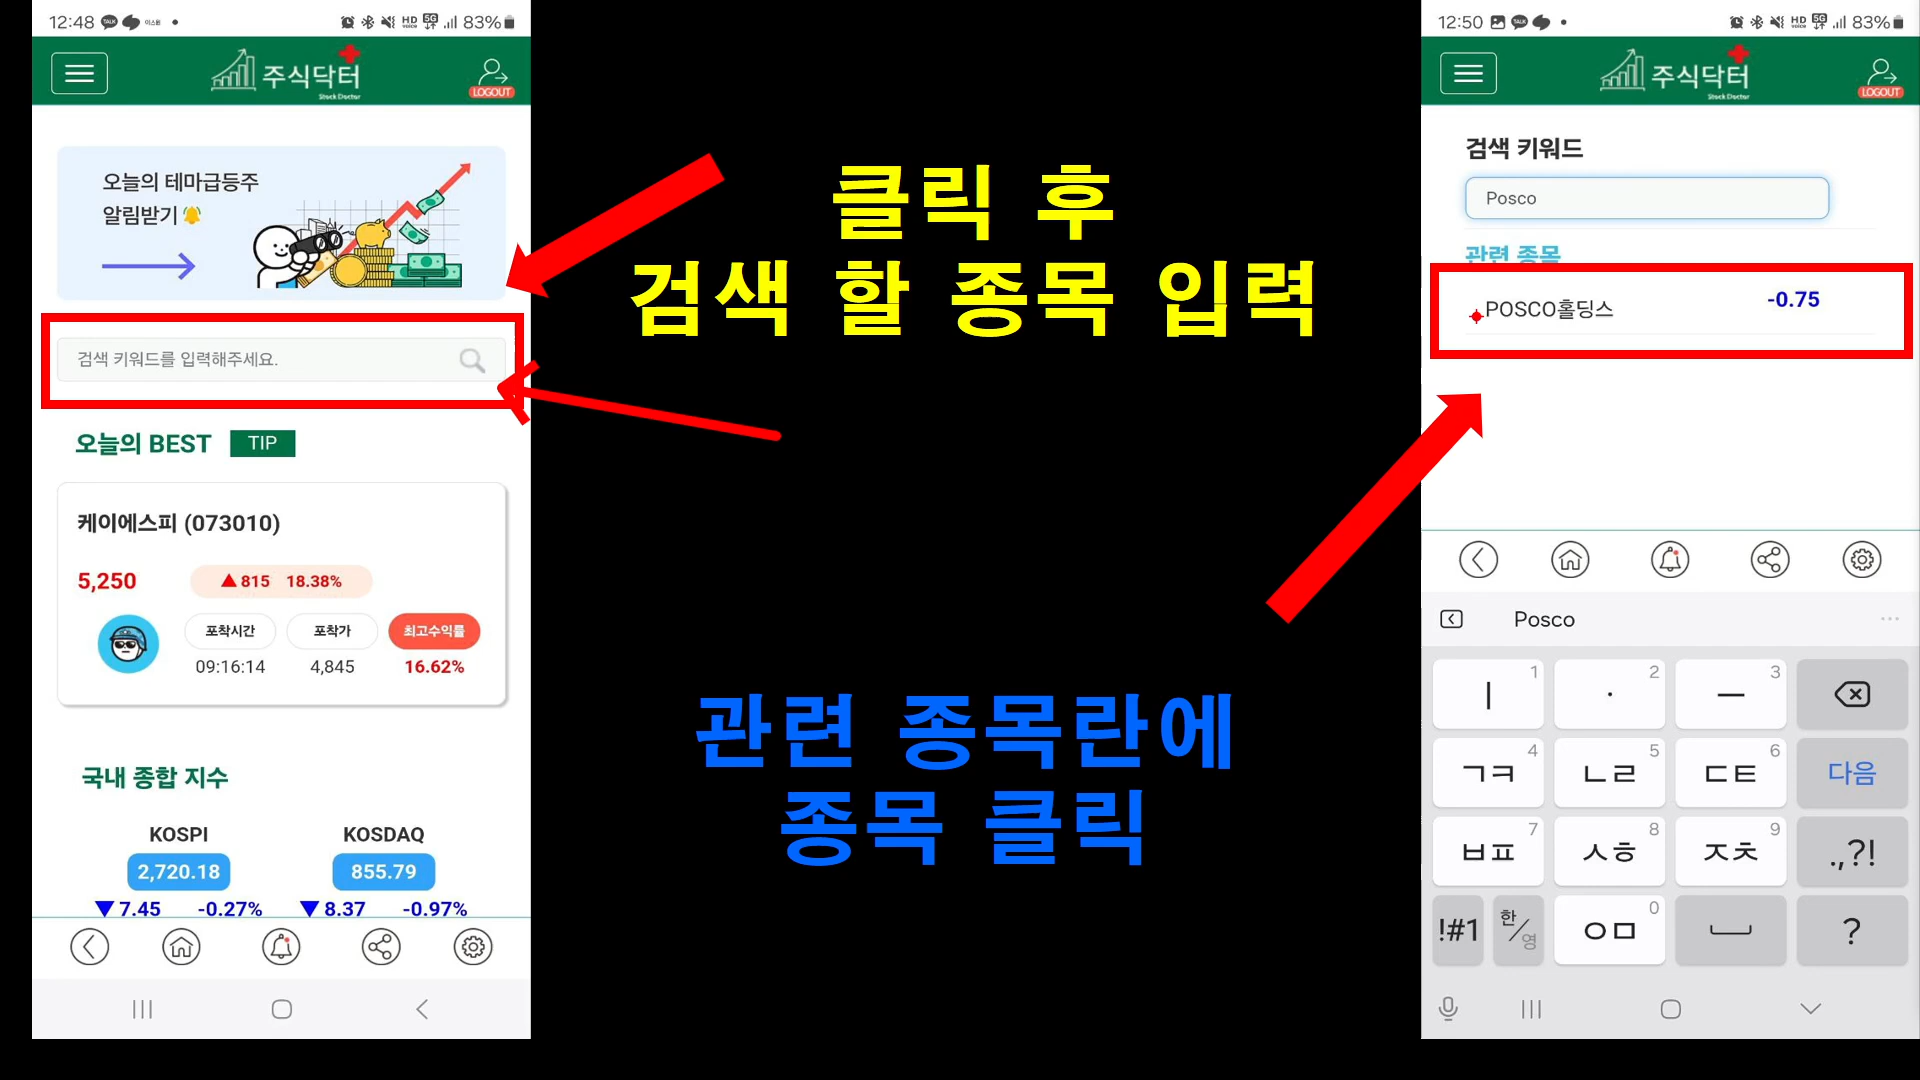 12:48
83%
주식닥터
Stock Doctor
LOGOUT
오늘의 테마급등주
알림받기
검색 키워드를 입력해주세요.
오늘의 BEST TIP
케이에스피 (073010)
5,250 ▲815 18.38%
포착시간 포착가 최고수익률
09:16:14 4,845 16.62%
국내 종합 지수
KOSPI KOSDAQ
2,720.18 855.79
▼7.45 -0.27% ▼8.37 -0.97%
클릭 후
검색 할 종목 입력
관련 종목란에
종목 클릭
12:50
83%
주식닥터
Stock Doctor
LOGOUT
검색 키워드
Posco
관련 종목
POSCO홀딩스 -0.75
Posco
ㅣ 1 · 2 ㅡ 3
ㄱㅋ 4 ㄴㄹ 5 ㄷㅌ 6 다음
ㅂㅍ 7 ㅅㅎ 8 ㅈㅊ 9 .,?!
!#1 한/영 ㅇㅁ 0 ?